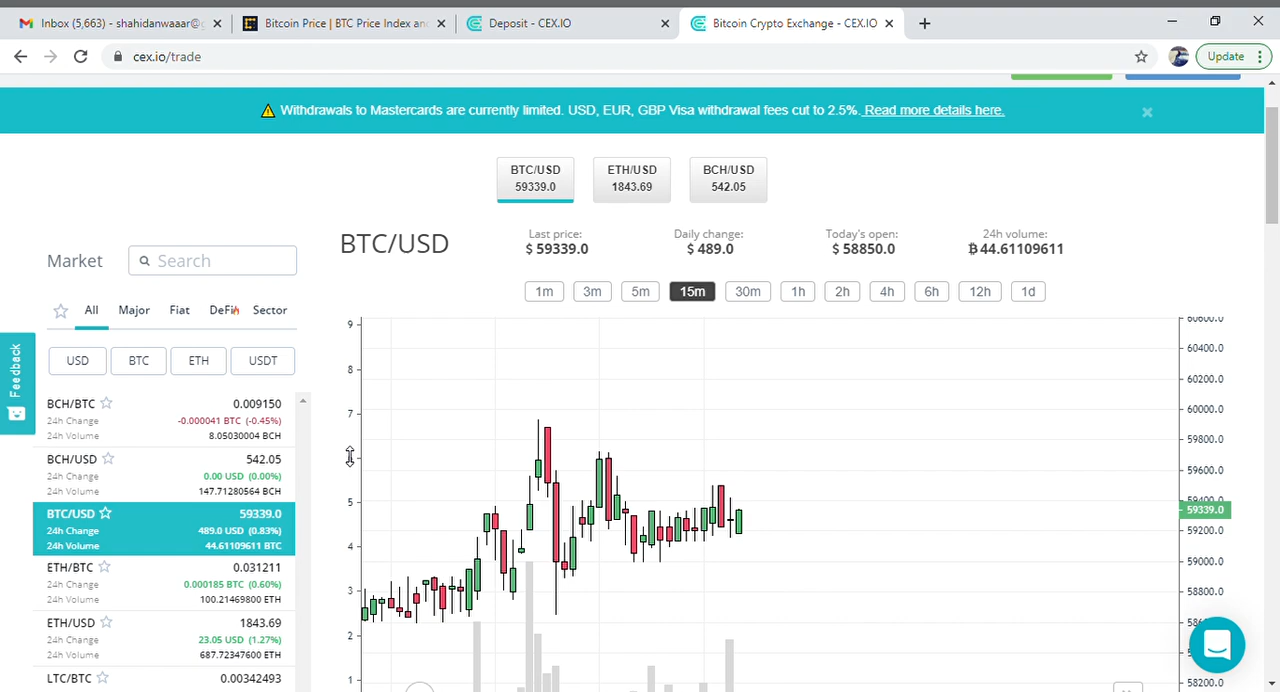 Inbox (5,663) - shahidanwaaar@g
Bitcoin Price | BTC Price Index and
Deposit - CEX.IO
Bitcoin Crypto Exchange - CEX.IO
cex.io/trade
Update
Withdrawals to Mastercards are currently limited. USD, EUR, GBP Visa withdrawal fees cut to 2.5%. Read more details here.
BTC/USD
59339.0
ETH/USD
1843.69
BCH/USD
542.05
BTC/USD
Last price:
$ 59339.0
Daily change:
$ 489.0
Today's open:
$ 58850.0
24h volume:
₿ 44.61109611
Market
Search
1m 3m 5m 15m 30m 1h 2h 4h 6h 12h 1d
All Major Fiat DeFi Sector
USD BTC ETH USDT
Feedback
BCH/BTC 0.009150
24h Change -0.000041 BTC (-0.45%)
24h Volume 8.05030004 BCH
BCH/USD 542.05
24h Change 0.00 USD (0.00%)
24h Volume 147.71280564 BCH
BTC/USD 59339.0
24h Change 489.0 USD (0.83%)
24h Volume 44.61109611 BTC
ETH/BTC 0.031211
24h Change 0.000185 BTC (0.60%)
24h Volume 100.21469800 ETH
ETH/USD 1843.69
24h Change 23.05 USD (1.27%)
24h Volume 687.72347600 ETH
LTC/BTC 0.00342493
9
8
7
5
4
3
2
1
60600.0
60400.0
60200.0
60000.0
59800.0
59600.0
59400.0
59339.0
59200.0
59000.0
58800.0
58200.0